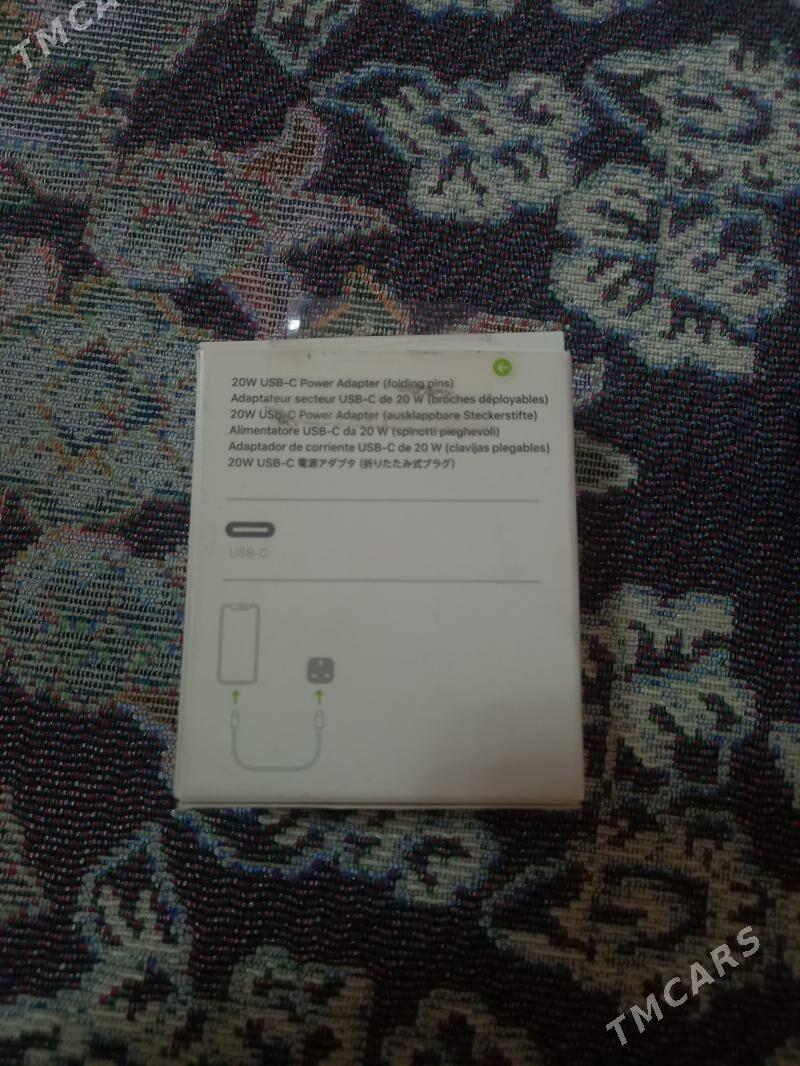 TMCA
20W USB-C Power Adapter (folding pins)
Adaptateur secteur USB-C de 20 W (broches déployables)
20W USB-C Power Adapter (ausklappbare Steckerstifte)
Alimentatore USB-C da 20 W (spinotti pieghevoli)
Adaptador de corriente USB-C de 20 W (clavijas plegables)
20W USB-C 電源アダプタ（折りたたみ式プラグ）
USB-C
TMCARS